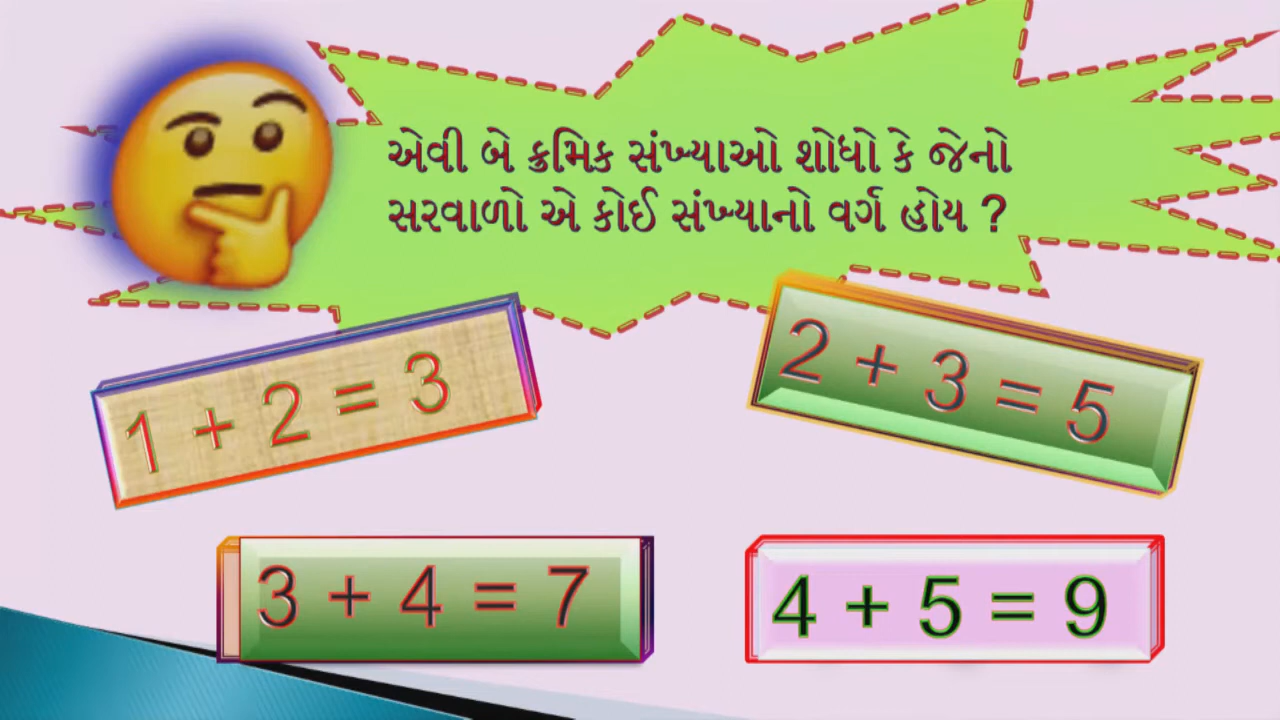 એવી બે ક્રમિક સંખ્યાઓ શોધો કે જેનો
સરવાળો એ કોઈ સંખ્યાનો વર્ગ હોય ?
1 + 2 = 3
2 + 3 = 5
3 + 4 = 7
4 + 5 = 9